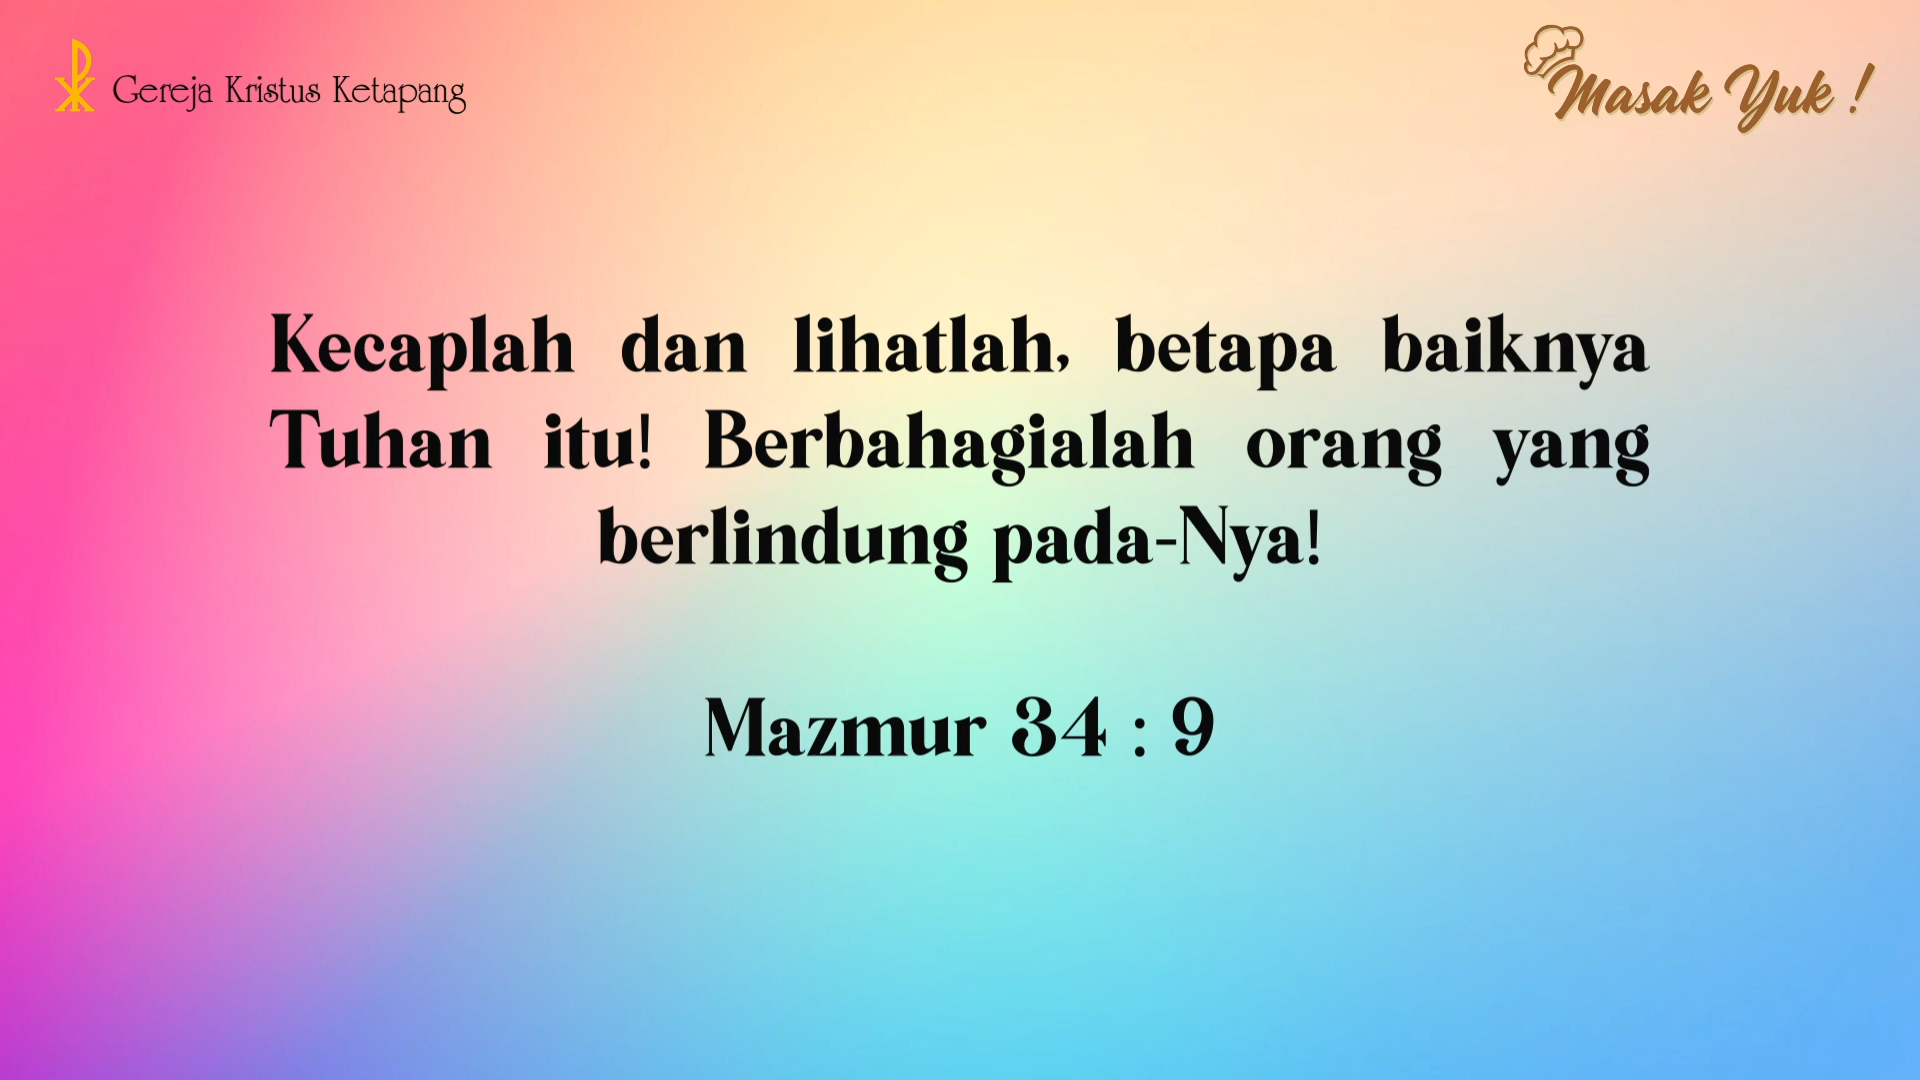 Gereja Kristus Ketapang
Masak Yuk !
Kecaplah dan lihatlah, betapa baiknya
Tuhan itu! Berbahagialah orang yang
berlindung pada-Nya!
Mazmur 34 : 9